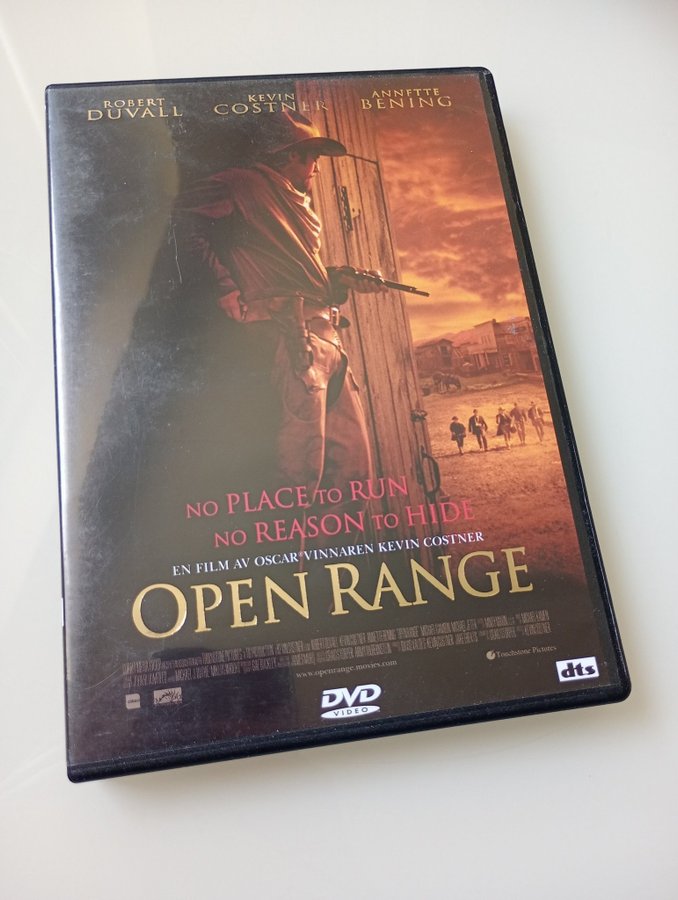 ROBERT DUVALL
KEVIN COSTNER
ANNETTE BENING
NO PLACE TO RUN
NO REASON TO HIDE
EN FILM AV OSCAR®VINNAREN KEVIN COSTNER
OPEN RANGE
www.openrange.movies.com
Touchstone Pictures
DVD
VIDEO
dts